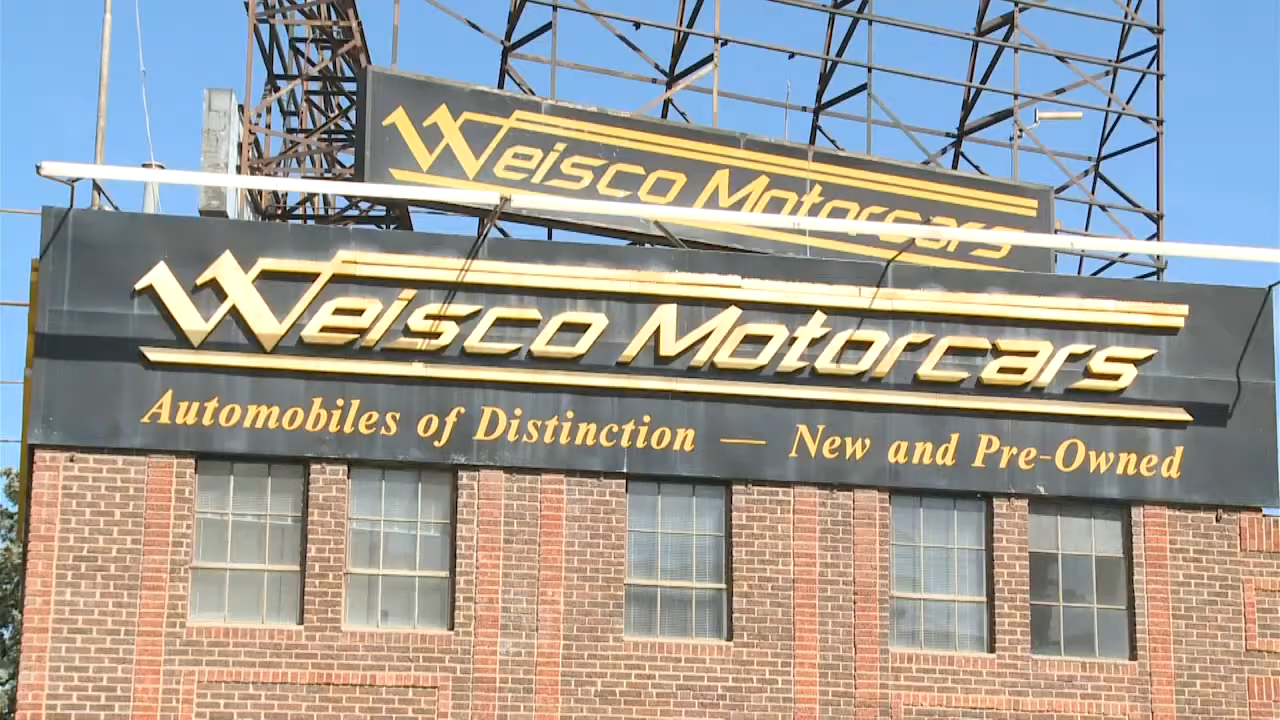 Weisco Motorcars
Weisco Motorcars
Automobiles of Distinction — New and Pre-Owned